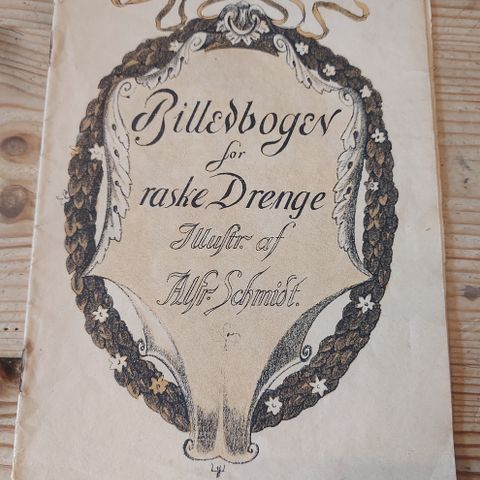 Billedbogen
for
raske Drenge
Illustr. af
Alfr. Schmidt.